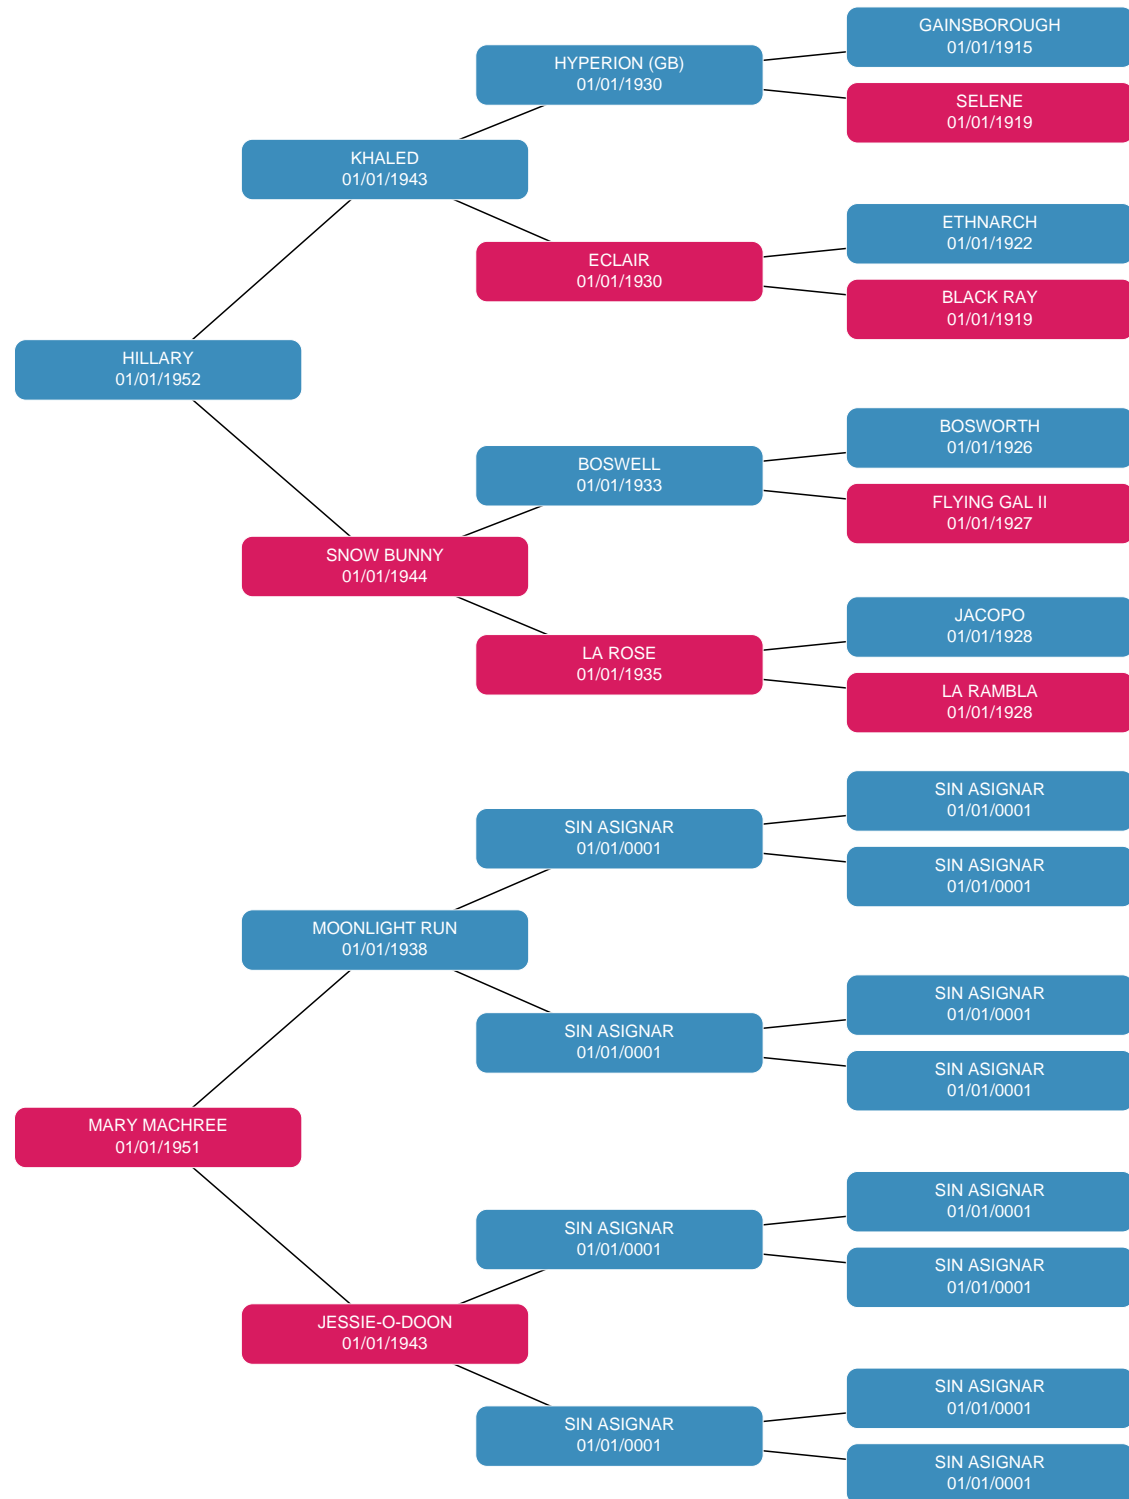 GAINSBOROUGH
01/01/1915
HYPERION (GB)
01/01/1930
SELENE
01/01/1919
KHALED
01/01/1943
ETHNARCH
01/01/1922
ECLAIR
01/01/1930
BLACK RAY
01/01/1919
HILLARY
01/01/1952
BOSWORTH
01/01/1926
BOSWELL
01/01/1933
FLYING GAL II
01/01/1927
SNOW BUNNY
01/01/1944
JACOPO
01/01/1928
LA ROSE
01/01/1935
LA RAMBLA
01/01/1928
SIN ASIGNAR
01/01/0001
SIN ASIGNAR
01/01/0001
SIN ASIGNAR
01/01/0001
MOONLIGHT RUN
01/01/1938
SIN ASIGNAR
01/01/0001
SIN ASIGNAR
01/01/0001
SIN ASIGNAR
01/01/0001
MARY MACHREE
01/01/1951
SIN ASIGNAR
01/01/0001
SIN ASIGNAR
01/01/0001
SIN ASIGNAR
01/01/0001
JESSIE-O-DOON
01/01/1943
SIN ASIGNAR
01/01/0001
SIN ASIGNAR
01/01/0001
SIN ASIGNAR
01/01/0001